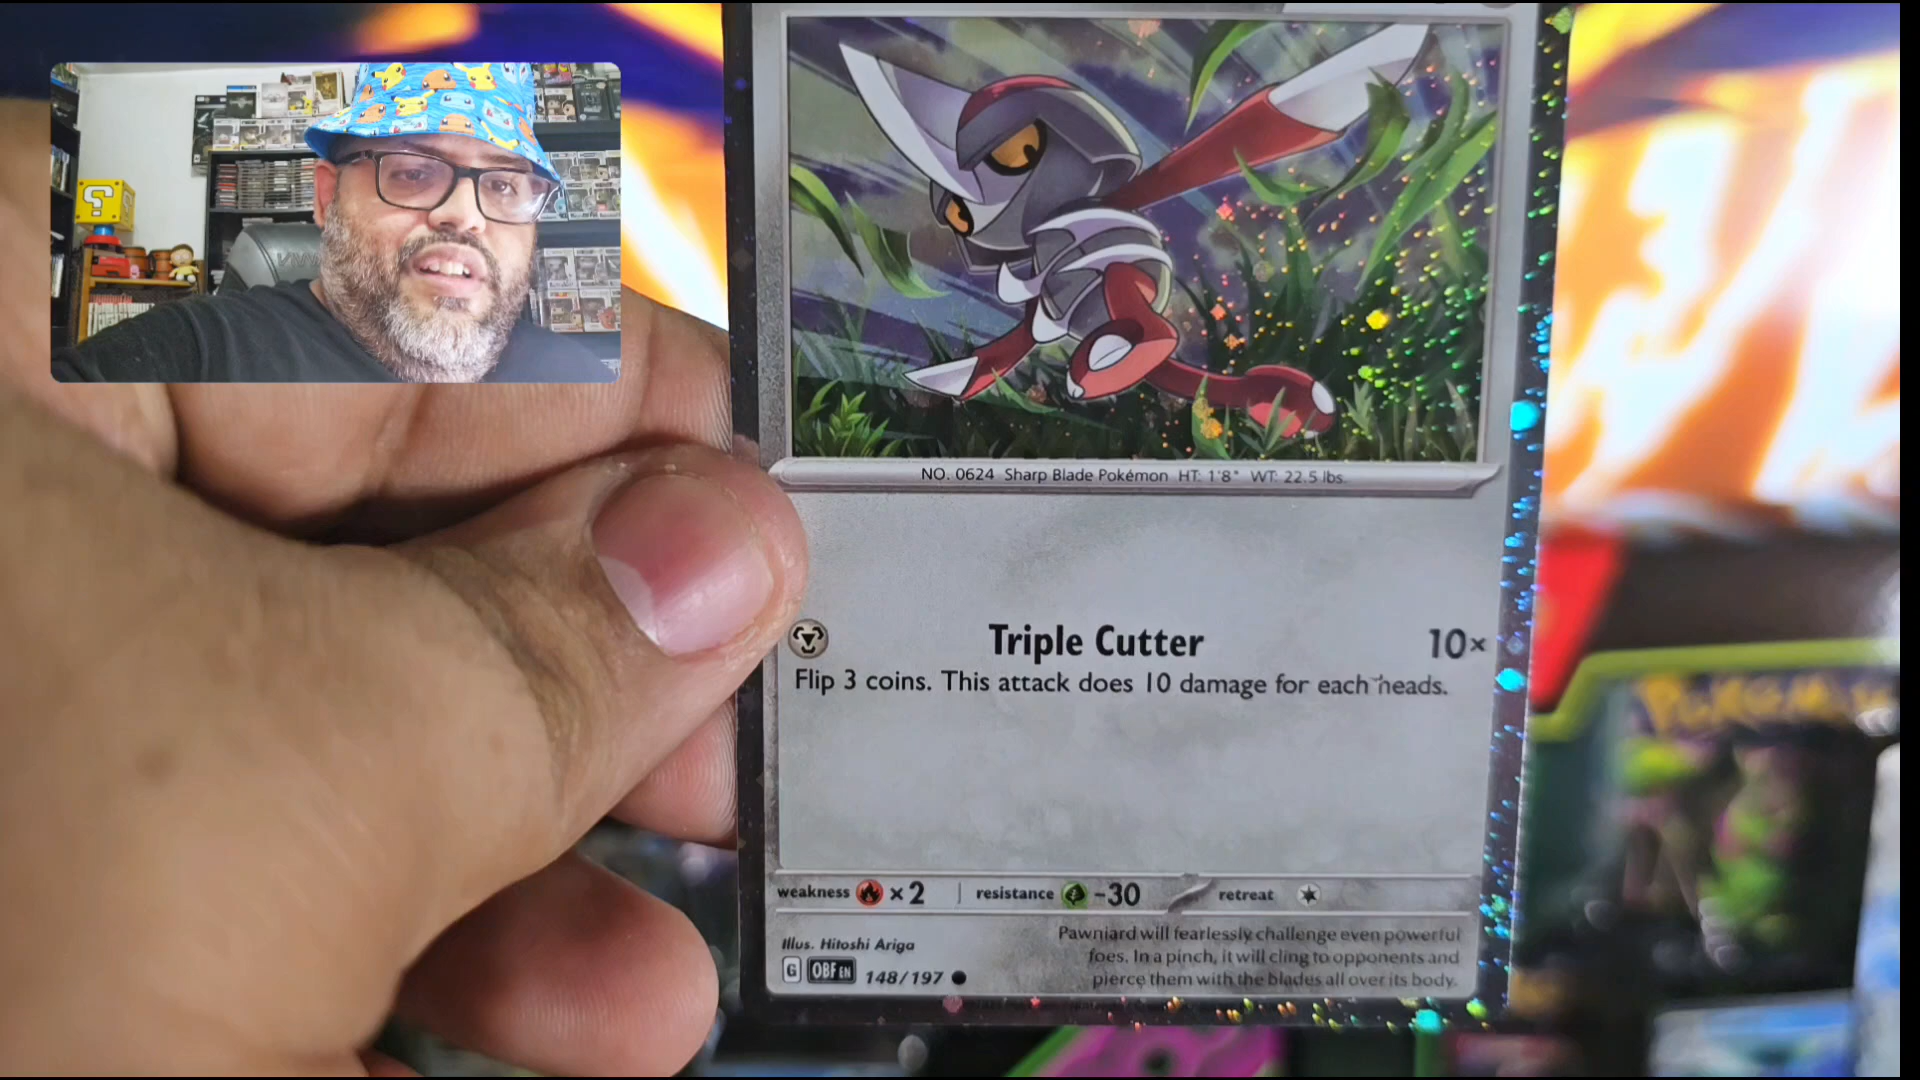 NO. 0624 Sharp Blade Pokémon HT: 1'8" WT: 22.5 lbs.
Triple Cutter 10×
Flip 3 coins. This attack does 10 damage for each heads.
weakness ×2 resistance -30 retreat
Illus. Hitoshi Ariga
G OBF EN 148/197
Pawniard will fearlessly challenge even powerful
foes. In a pinch, it will cling to opponents and
pierce them with the blades all over its body.
POKÉMON
?